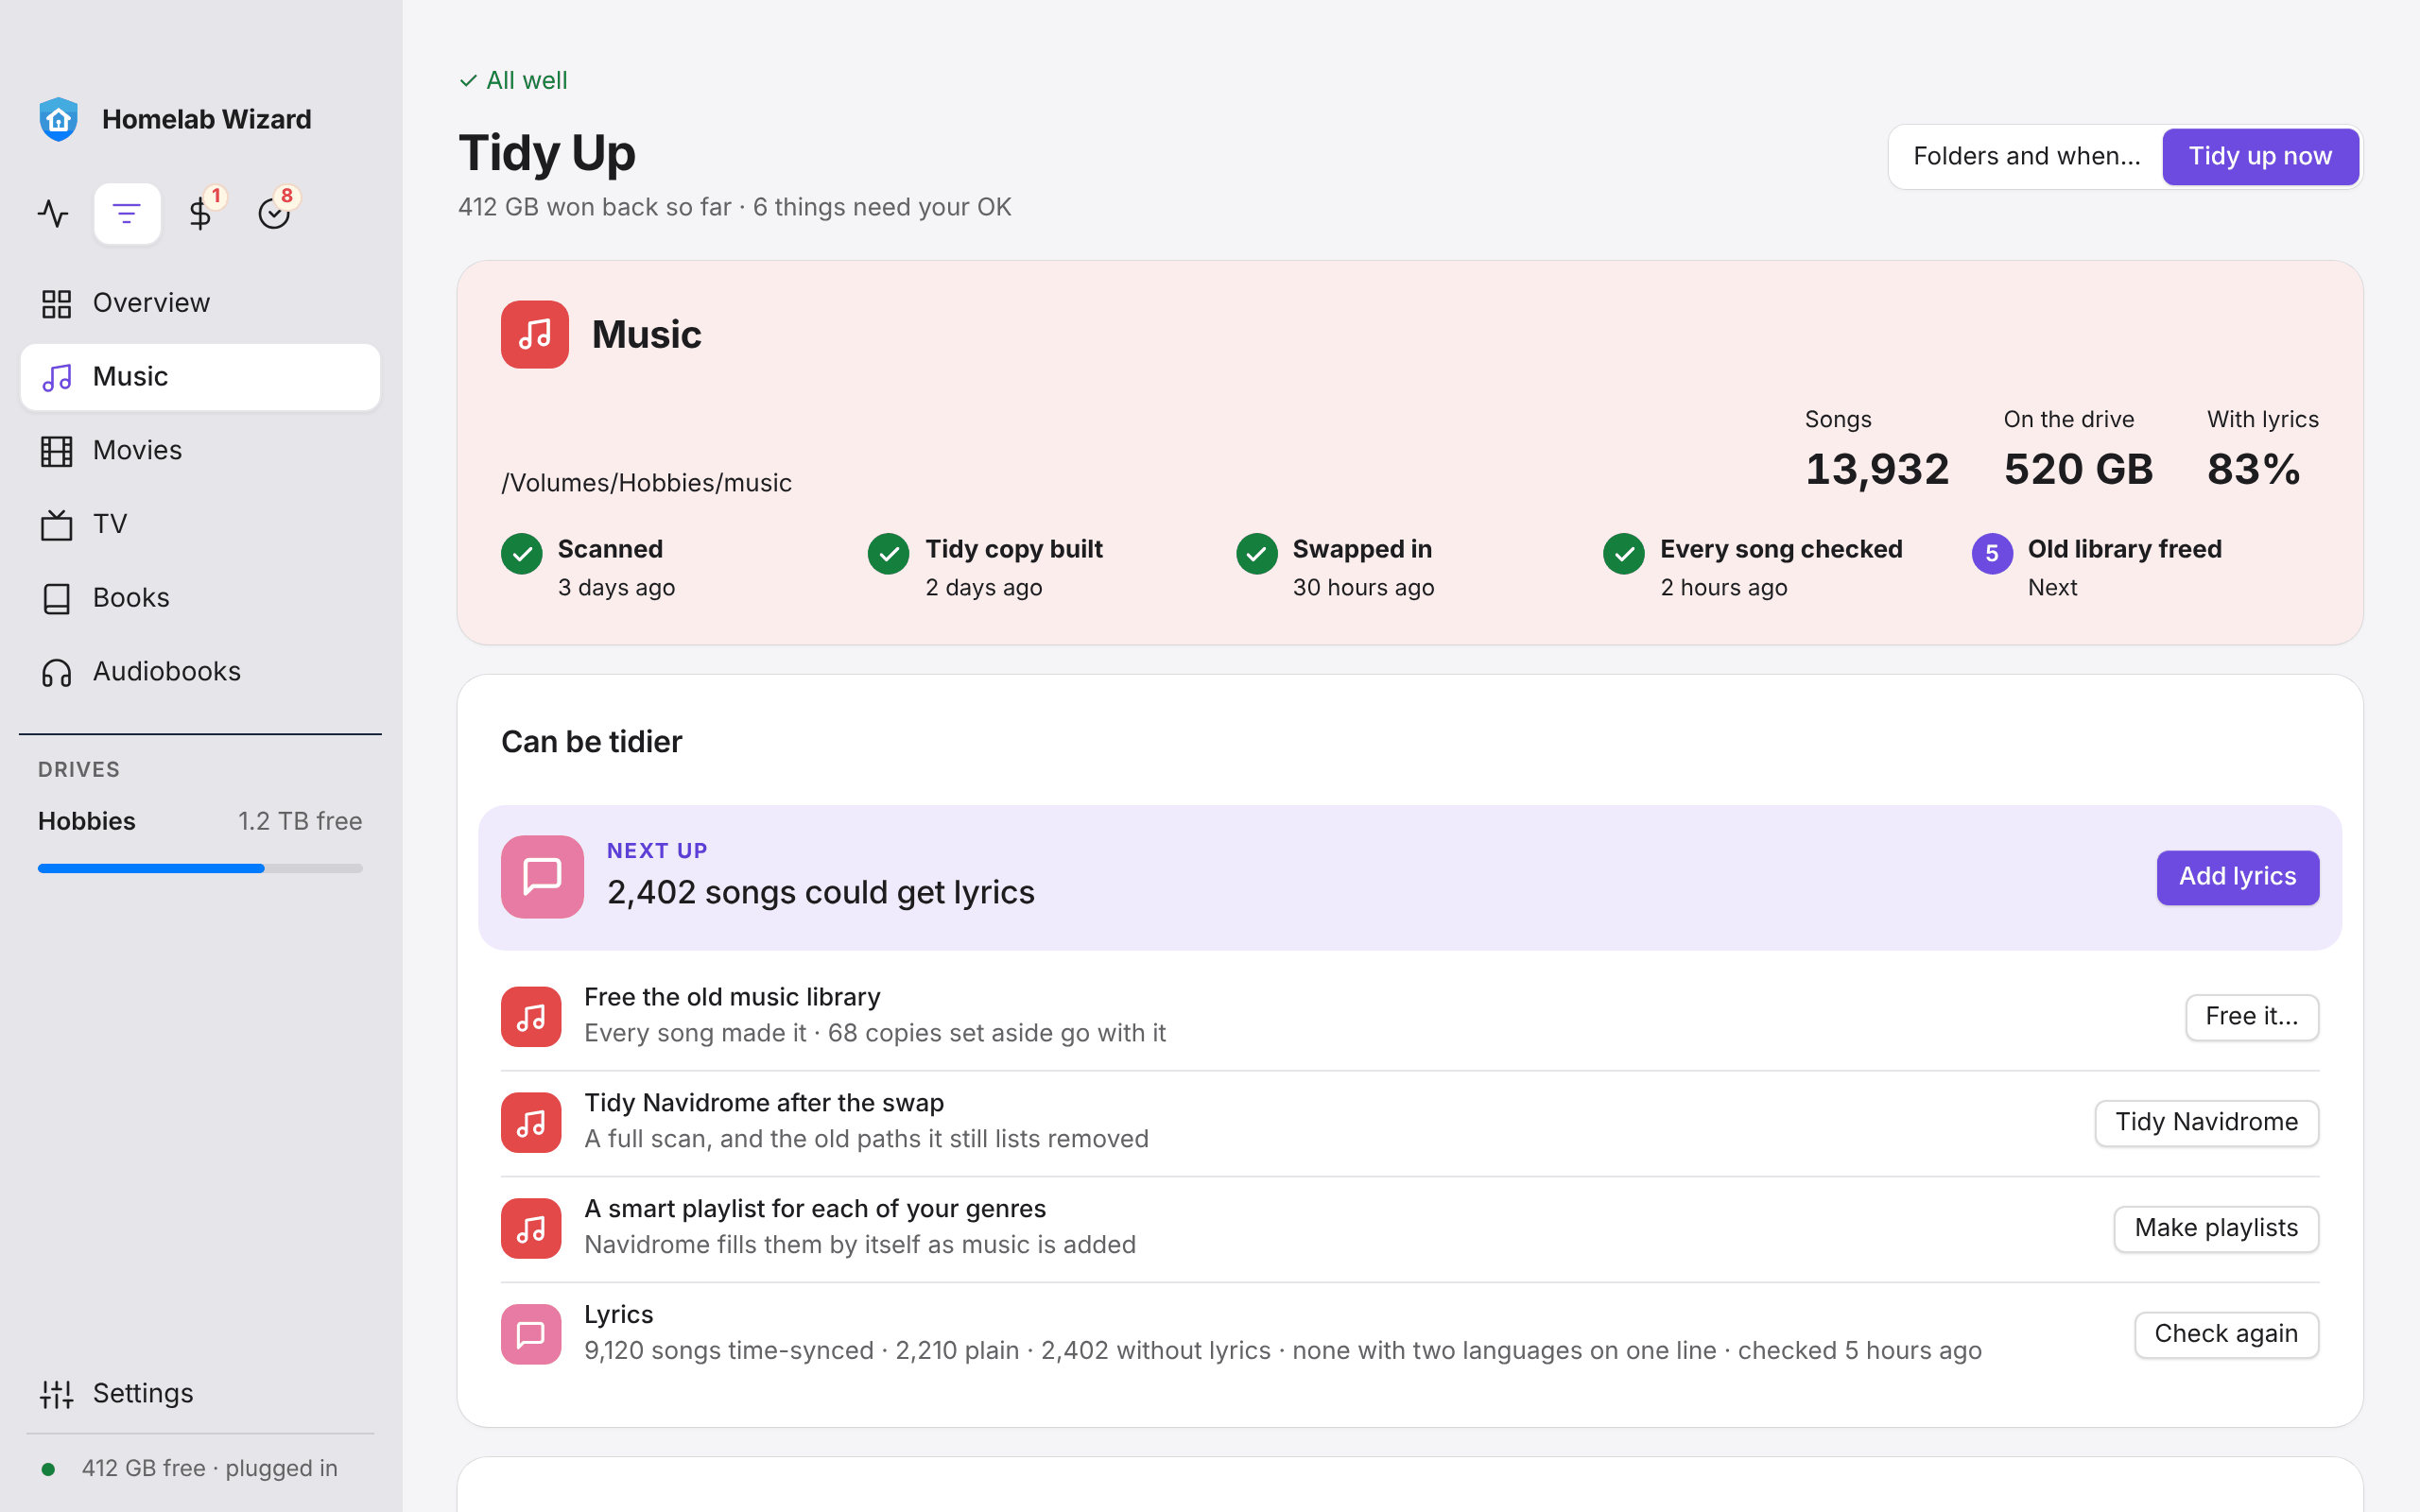 Homelab Wizard
1
8
Overview
Music
Movies
TV
Books
Audiobooks
DRIVES
Hobbies 1.2 TB free
Settings
412 GB free · plugged in
All well
Tidy Up
412 GB won back so far · 6 things need your OK
Folders and when...
Tidy up now
Music
/Volumes/Hobbies/music
Songs
13,932
On the drive
520 GB
With lyrics
83%
Scanned
3 days ago
Tidy copy built
2 days ago
Swapped in
30 hours ago
Every song checked
2 hours ago
5
Old library freed
Next
Can be tidier
NEXT UP
2,402 songs could get lyrics
Add lyrics
Free the old music library
Every song made it · 68 copies set aside go with it
Free it...
Tidy Navidrome after the swap
A full scan, and the old paths it still lists removed
Tidy Navidrome
A smart playlist for each of your genres
Navidrome fills them by itself as music is added
Make playlists
Lyrics
9,120 songs time-synced · 2,210 plain · 2,402 without lyrics · none with two languages on one line · checked 5 hours ago
Check again